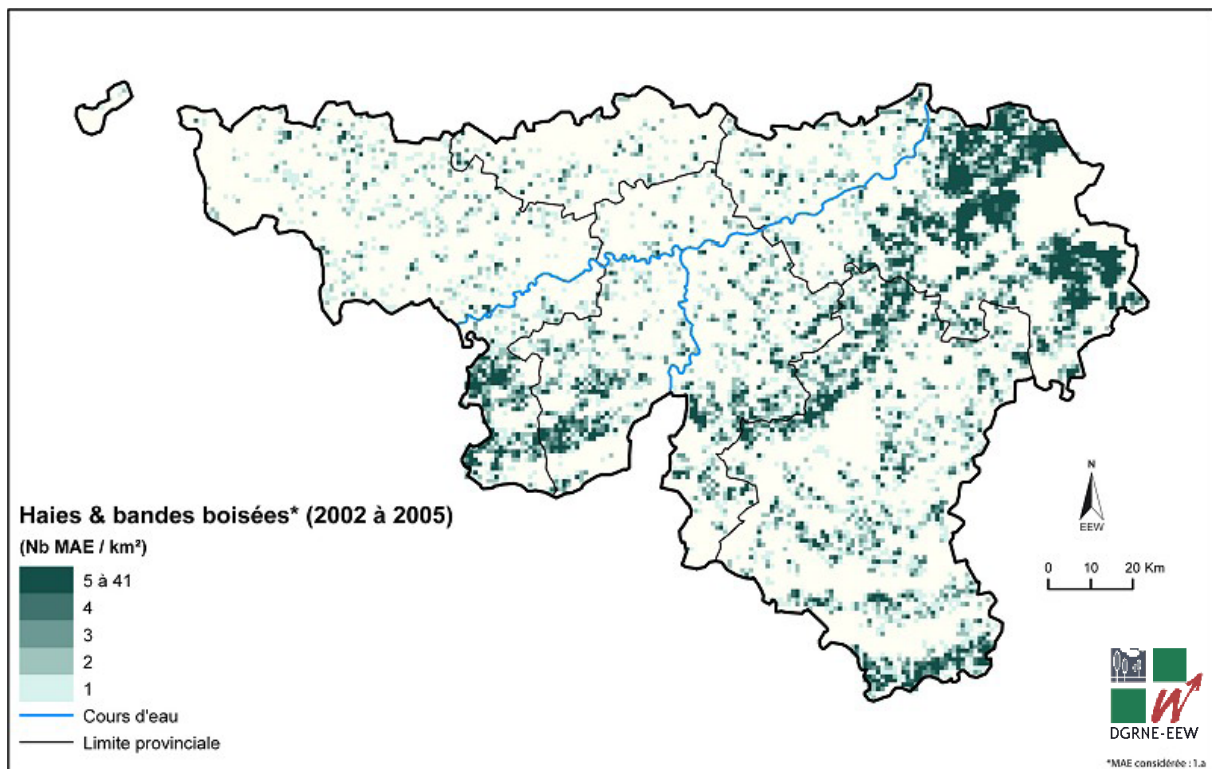 Haies & bandes boisées* (2002 à 2005)
(Nb MAE / km²)
5 à 41
4
3
2
1
Cours d'eau
Limite provinciale
N
EEW
0 10 20 Km
W
DGRNE-EEW
*MAE considérée : 1.a